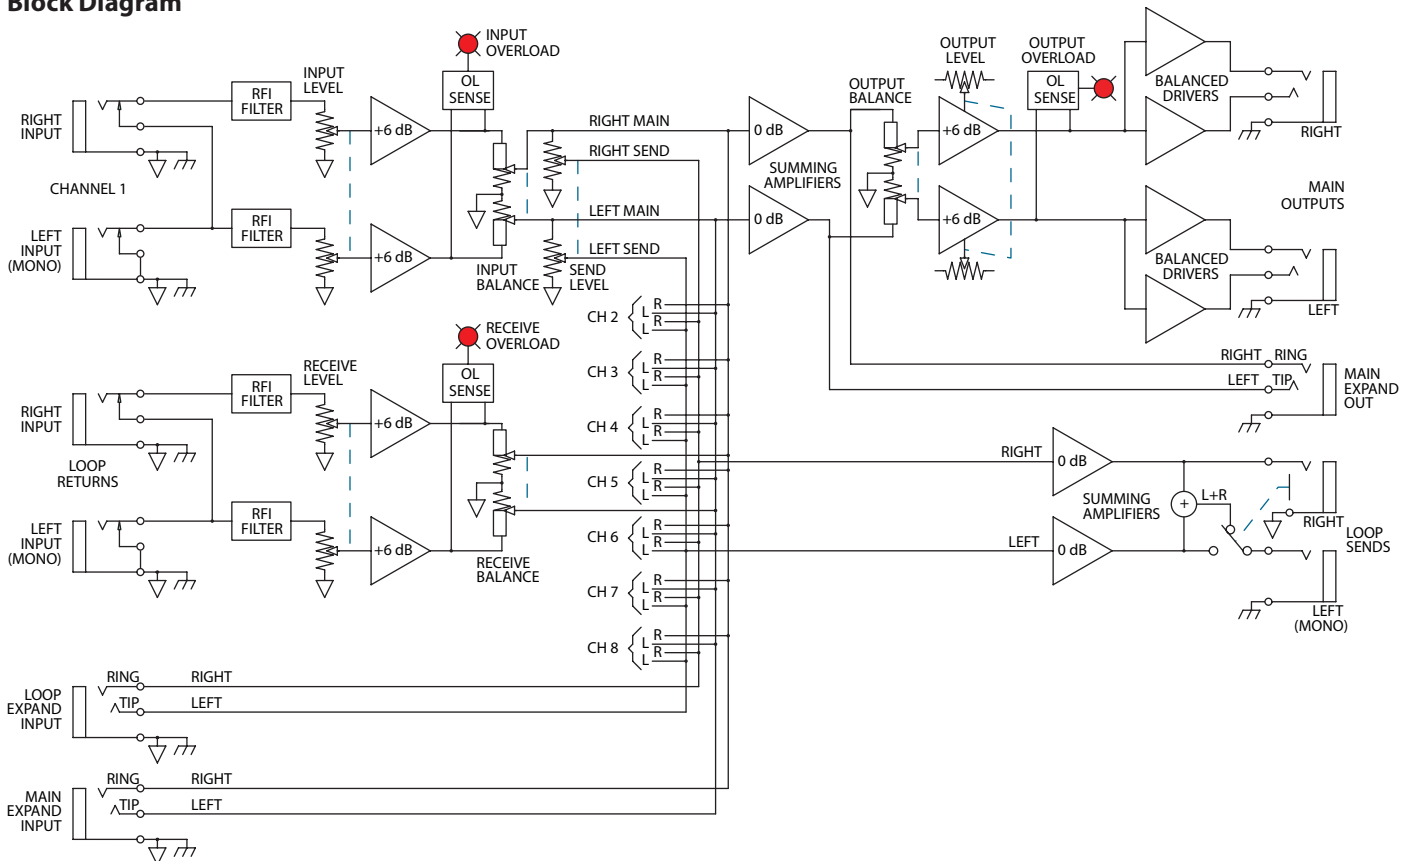 Block Diagram
INPUT
OVERLOAD
OL
SENSE
INPUT
LEVEL
RFI
FILTER
+6 dB
RIGHT
INPUT
CHANNEL 1
LEFT
INPUT
(MONO)
RFI
FILTER
+6 dB
INPUT
BALANCE
RIGHT MAIN
RIGHT SEND
LEFT MAIN
LEFT SEND
SEND
LEVEL
0 dB
SUMMING
AMPLIFIERS
0 dB
OUTPUT
BALANCE
OUTPUT
LEVEL
+6 dB
+6 dB
OUTPUT
OVERLOAD
OL
SENSE
BALANCED
DRIVERS
RIGHT
MAIN
OUTPUTS
BALANCED
DRIVERS
LEFT
CH 2
R
L
R
L
CH 3
R
L
R
L
CH 4
R
L
R
L
CH 5
R
L
R
L
CH 6
R
L
R
L
CH 7
R
L
R
L
CH 8
R
L
R
L
RIGHT
RING
LEFT
TIP
MAIN
EXPAND
OUT
RECEIVE
OVERLOAD
OL
SENSE
RECEIVE
LEVEL
RFI
FILTER
+6 dB
RIGHT
INPUT
LOOP
RETURNS
LEFT
INPUT
(MONO)
RFI
FILTER
+6 dB
RECEIVE
BALANCE
RIGHT
0 dB
SUMMING
AMPLIFIERS
LEFT
0 dB
+
L+R
RIGHT
LOOP
SENDS
LEFT
(MONO)
LOOP
EXPAND
INPUT
RING
RIGHT
TIP
LEFT
MAIN
EXPAND
INPUT
RING
RIGHT
TIP
LEFT